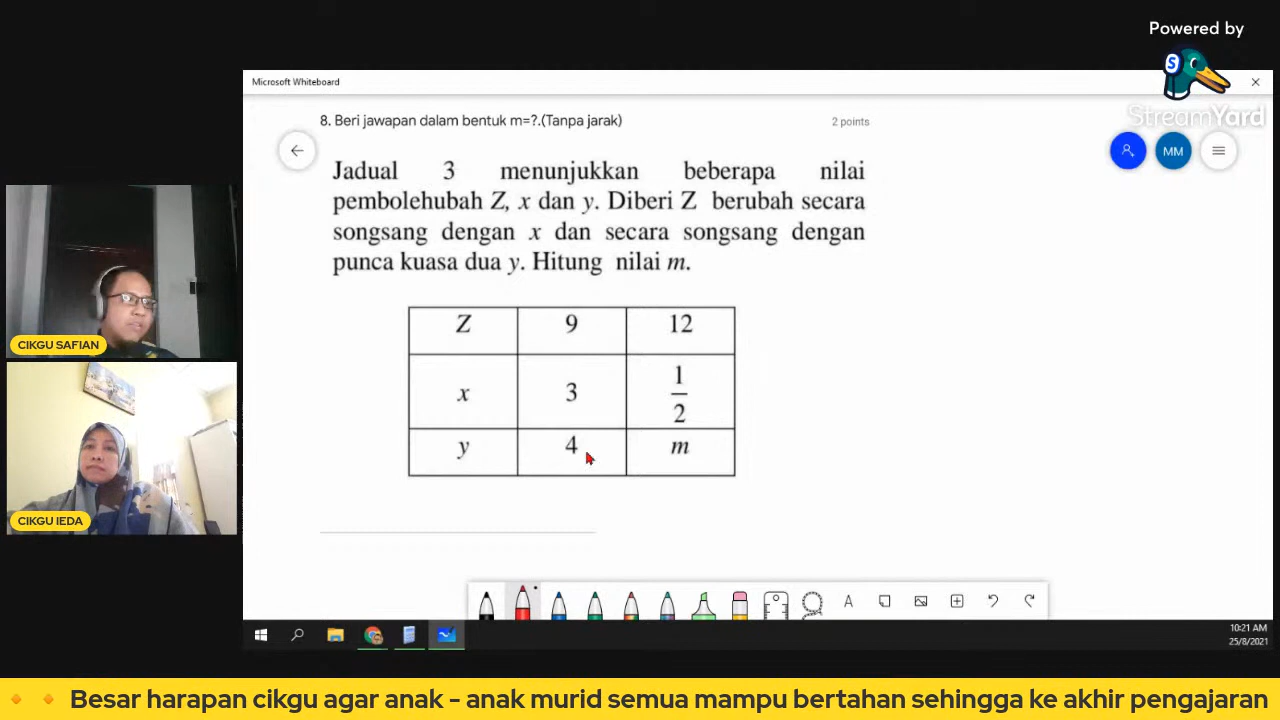 Powered by
S
StreamYard
Microsoft Whiteboard
8. Beri jawapan dalam bentuk m=?.(Tanpa jarak)
2 points
MM
Jadual 3 menunjukkan beberapa nilai
pembolehubah Z, x dan y. Diberi Z berubah secara
songsang dengan x dan secara songsang dengan
punca kuasa dua y. Hitung nilai m.
Z 9 12
x 3 1/2
y 4 m
CIKGU SAFIAN
CIKGU IEDA
A
10:21 AM
25/8/2021
Besar harapan cikgu agar anak - anak murid semua mampu bertahan sehingga ke akhir pengajaran